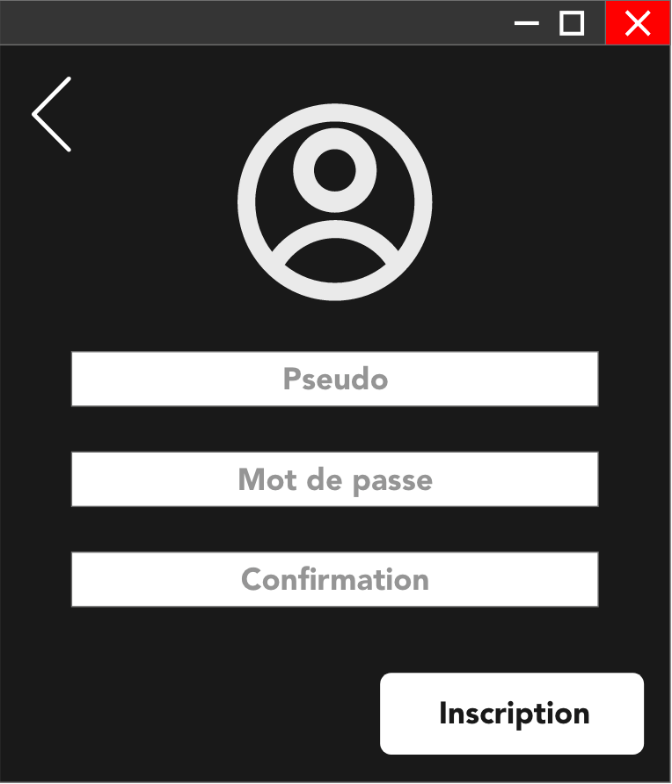 Pseudo
Mot de passe
Confirmation
Inscription